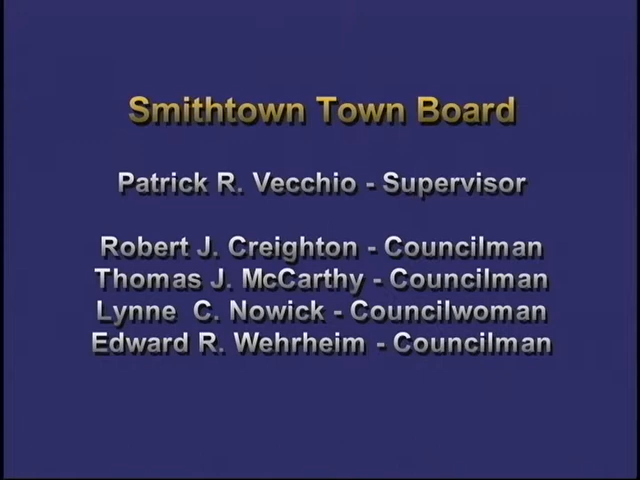 Smithtown Town Board
Patrick R. Vecchio - Supervisor
Robert J. Creighton - Councilman
Thomas J. McCarthy - Councilman
Lynne C. Nowick - Councilwoman
Edward R. Wehrheim - Councilman